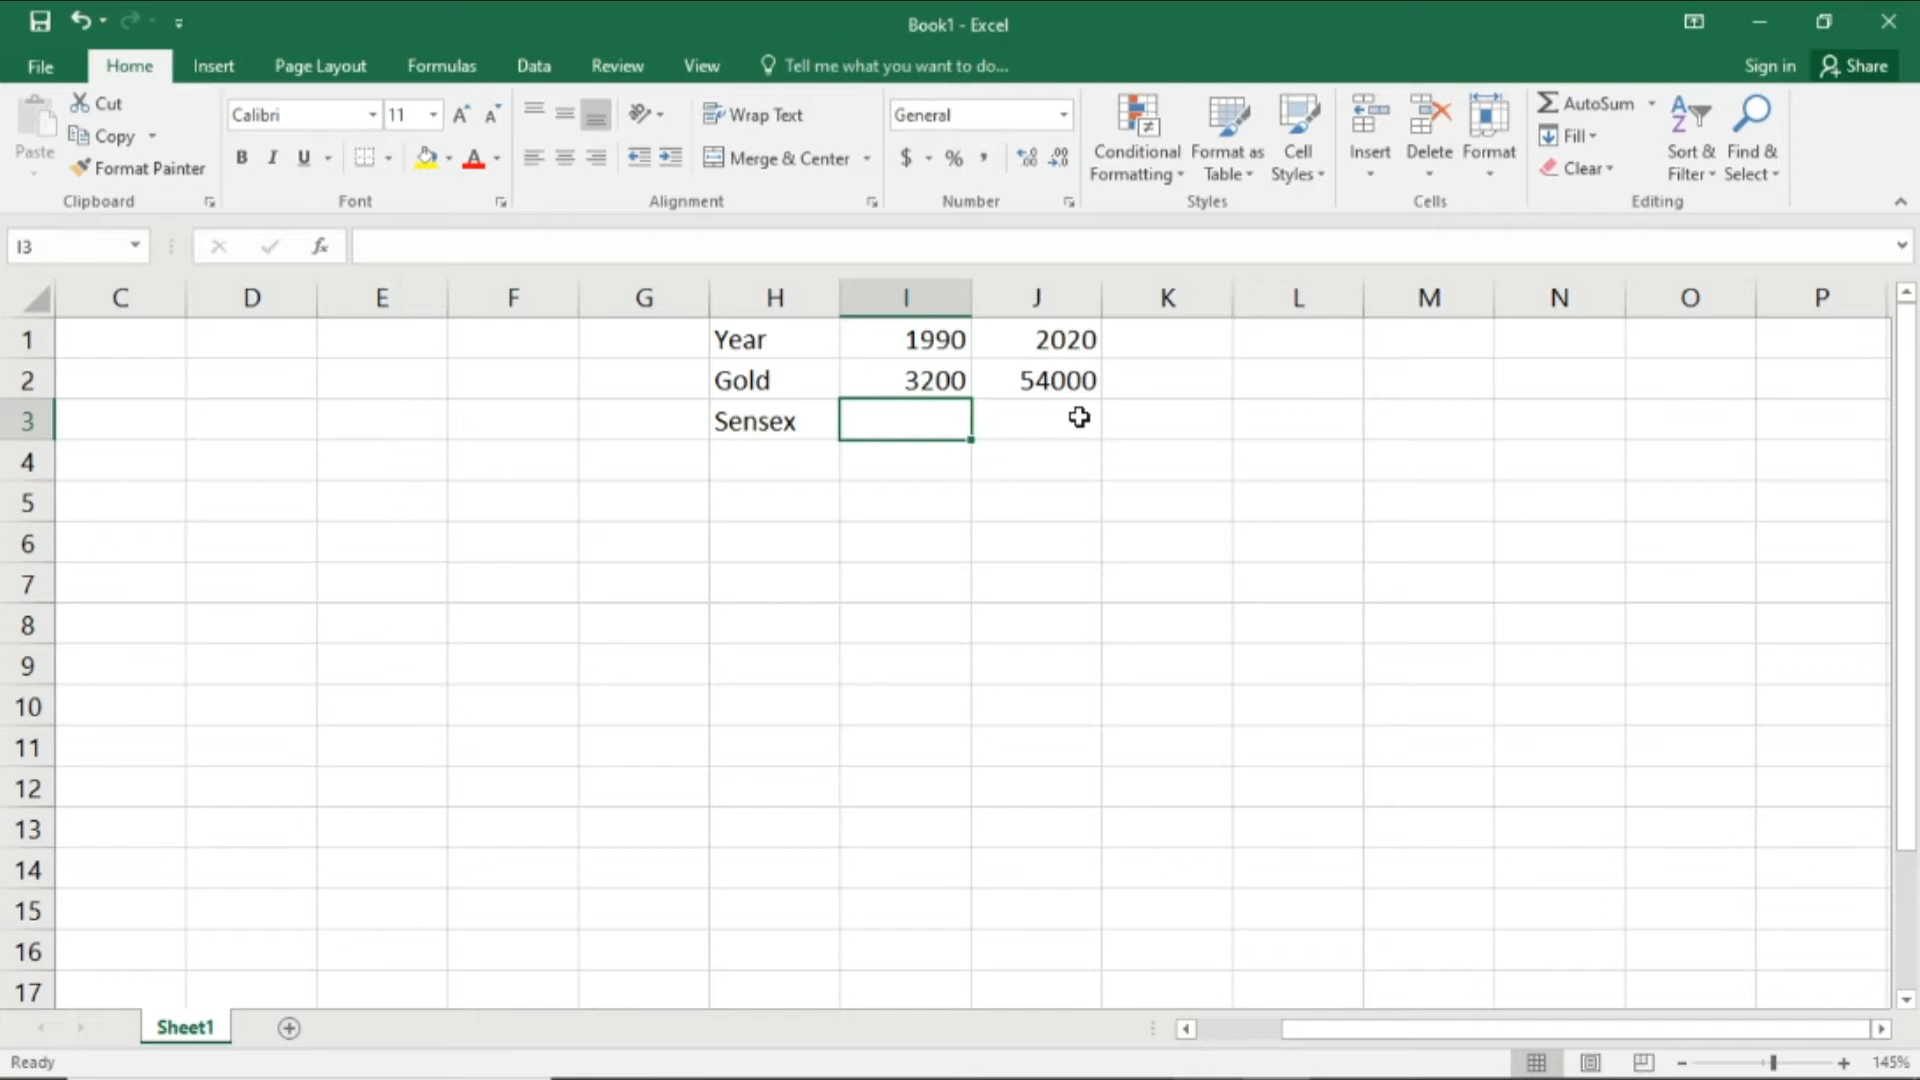 Book1 - Excel
File Home Insert Page Layout Formulas Data Review View Tell me what you want to do... Sign in Share
Paste
Cut
Copy
Format Painter
Clipboard
Calibri 11
B I U A
Font
Wrap Text
Merge & Center
Alignment
General
$ % ,
Number
Conditional Formatting
Format as Table
Cell Styles
Styles
Insert
Delete
Format
Cells
AutoSum
Fill
Clear
Sort & Filter
Find & Select
Editing
I3 fx
C D E F G H I J K L M N O P
1 Year 1990 2020
2 Gold 3200 54000
3 Sensex
4
5
6
7
8
9
10
11
12
13
14
15
16
17
Sheet1
Ready 145%